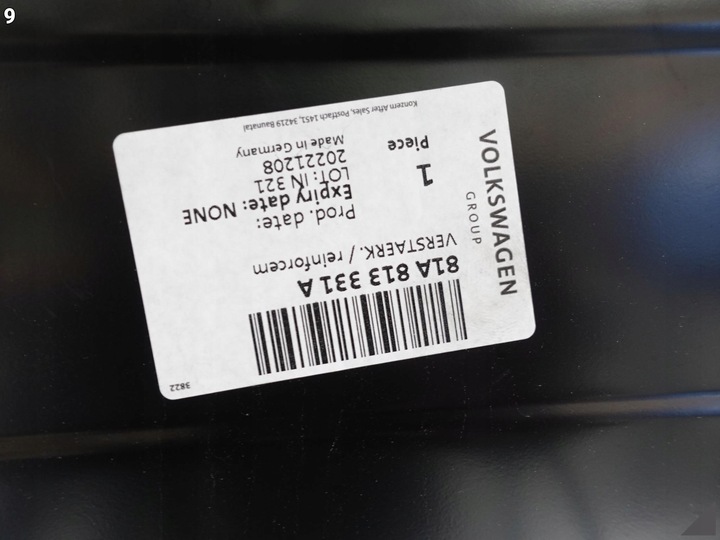 9
VOLKSWAGEN
GROUP
81A 813 331 A
VERSTAERK. / reinforcem
Prod. date:
Expiry date: NONE
LOT: IN 321
20221208
Made in Germany
1
Piece
Konzern After Sales, Postfach 1451, 34219 Baunatal
3822